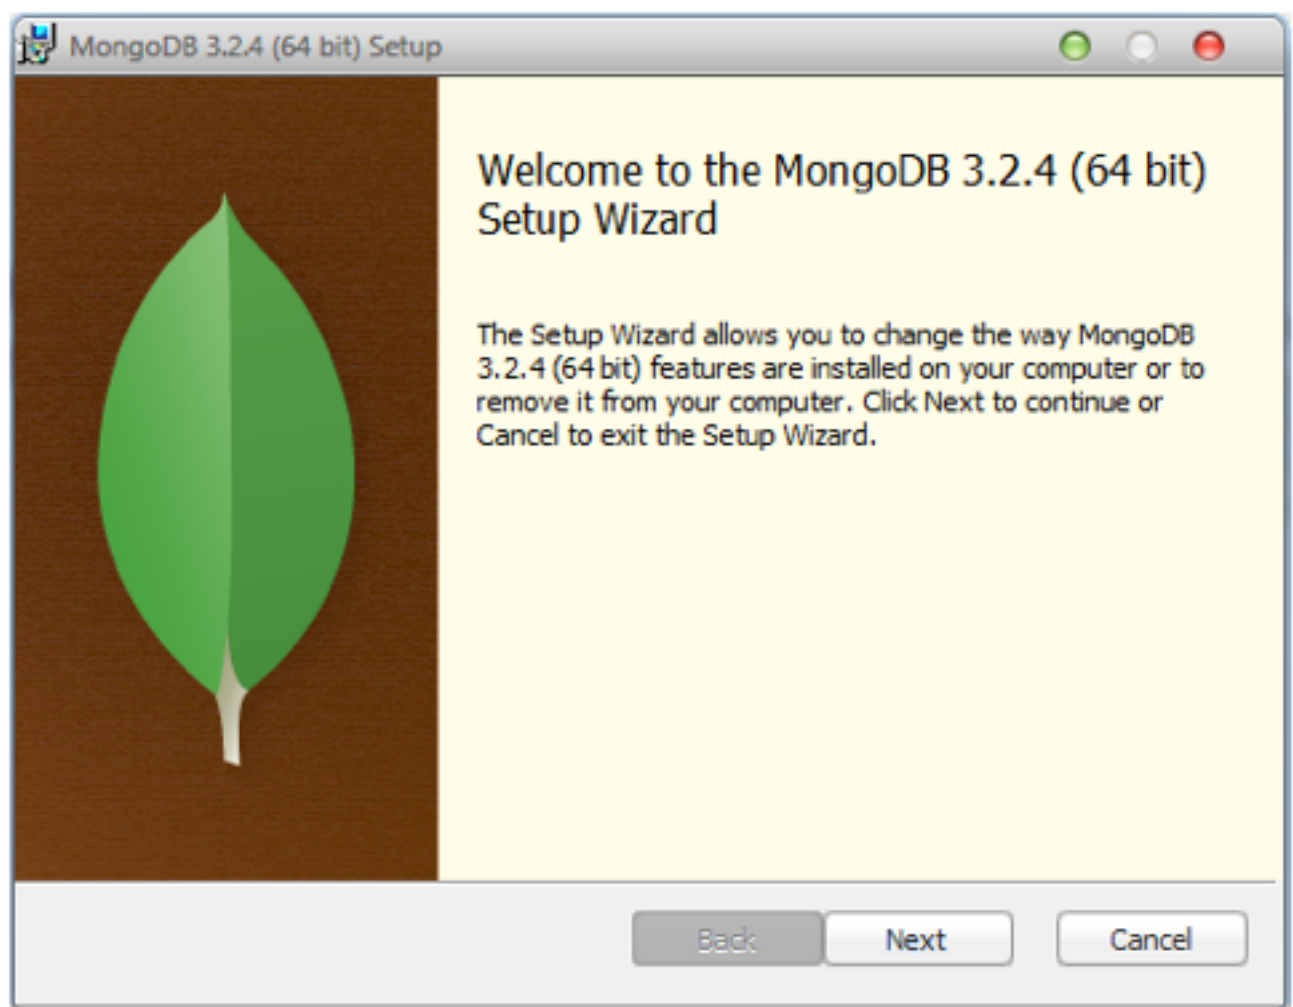 MongoDB 3.2.4 (64 bit) Setup
Welcome to the MongoDB 3.2.4 (64 bit)
Setup Wizard
The Setup Wizard allows you to change the way MongoDB
3.2.4 (64 bit) features are installed on your computer or to
remove it from your computer. Click Next to continue or
Cancel to exit the Setup Wizard.
Back
Next
Cancel